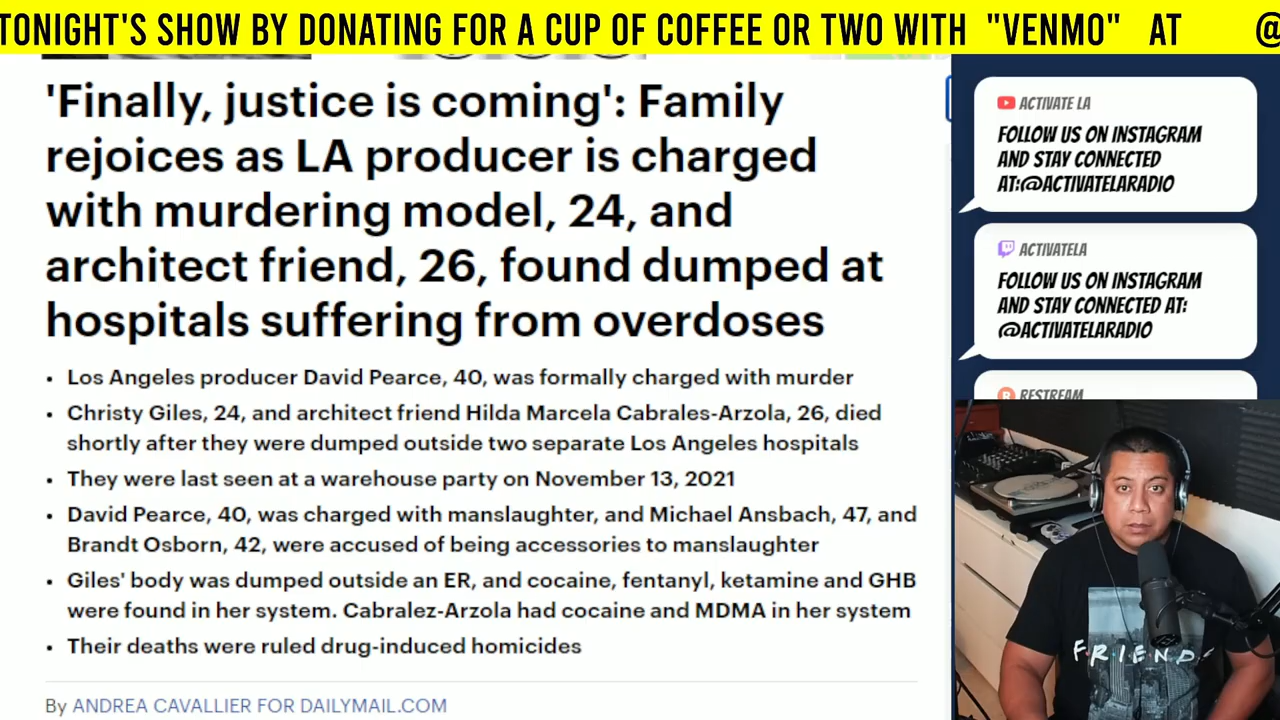 TONIGHT'S SHOW BY DONATING FOR A CUP OF COFFEE OR TWO WITH "VENMO" AT @
'Finally, justice is coming': Family
rejoices as LA producer is charged
with murdering model, 24, and
architect friend, 26, found dumped at
hospitals suffering from overdoses
• Los Angeles producer David Pearce, 40, was formally charged with murder
• Christy Giles, 24, and architect friend Hilda Marcela Cabrales-Arzola, 26, died
shortly after they were dumped outside two separate Los Angeles hospitals
• They were last seen at a warehouse party on November 13, 2021
• David Pearce, 40, was charged with manslaughter, and Michael Ansbach, 47, and
Brandt Osborn, 42, were accused of being accessories to manslaughter
• Giles' body was dumped outside an ER, and cocaine, fentanyl, ketamine and GHB
were found in her system. Cabralez-Arzola had cocaine and MDMA in her system
• Their deaths were ruled drug-induced homicides
By ANDREA CAVALLIER FOR DAILYMAIL.COM
ACTIVATE LA
FOLLOW US ON INSTAGRAM
AND STAY CONNECTED
AT:@ACTIVATELARADIO
ACTIVATELA
FOLLOW US ON INSTAGRAM
AND STAY CONNECTED AT:
@ACTIVATELARADIO
RESTREAM
FRIENDS